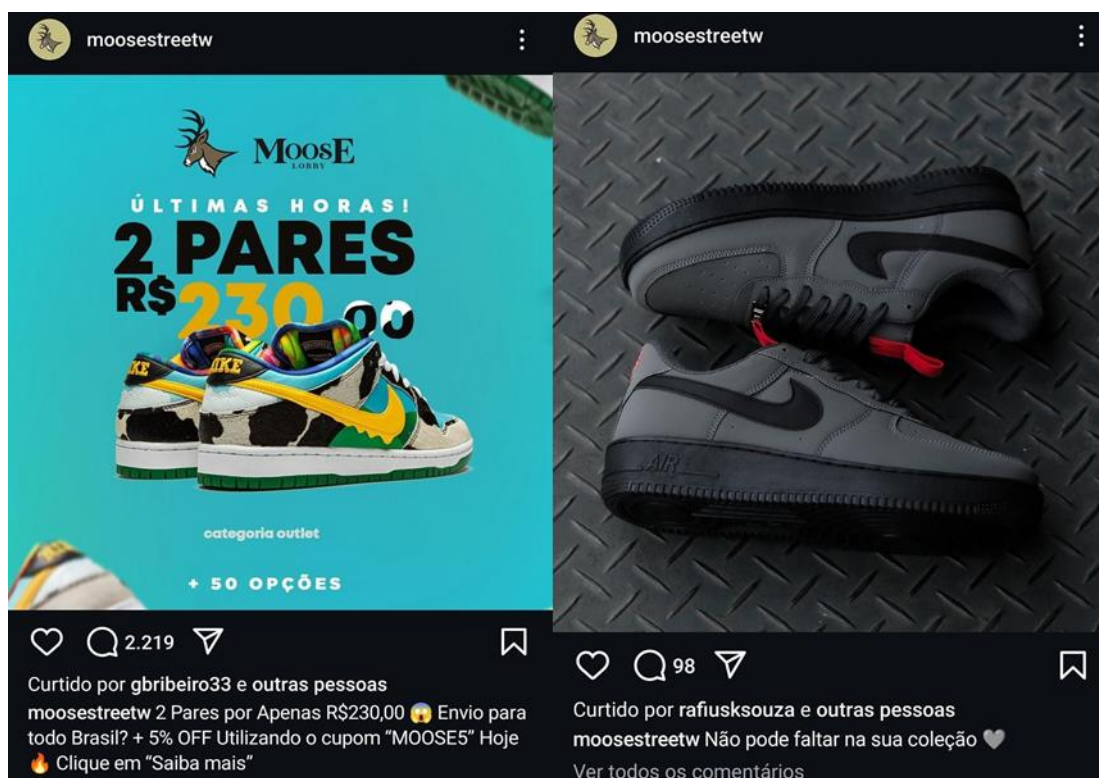 moosestreetw
MOOSE
LOBBY
ÚLTIMAS HORAS!
2 PARES
R$230,00
NIKE
IKE
categoria outlet
+ 50 OPÇÕES
2.219
Curtido por gbribeiro33 e outras pessoas
moosestreetw 2 Pares por Apenas R$230,00 😱 Envio para
todo Brasil? + 5% OFF Utilizando o cupom “MOOSE5” Hoje
🔥 Clique em “Saiba mais”
moosestreetw
AIR
98
Curtido por rafiusksouza e outras pessoas
moosestreetw Não pode faltar na sua coleção 🩶
Ver todos os comentários